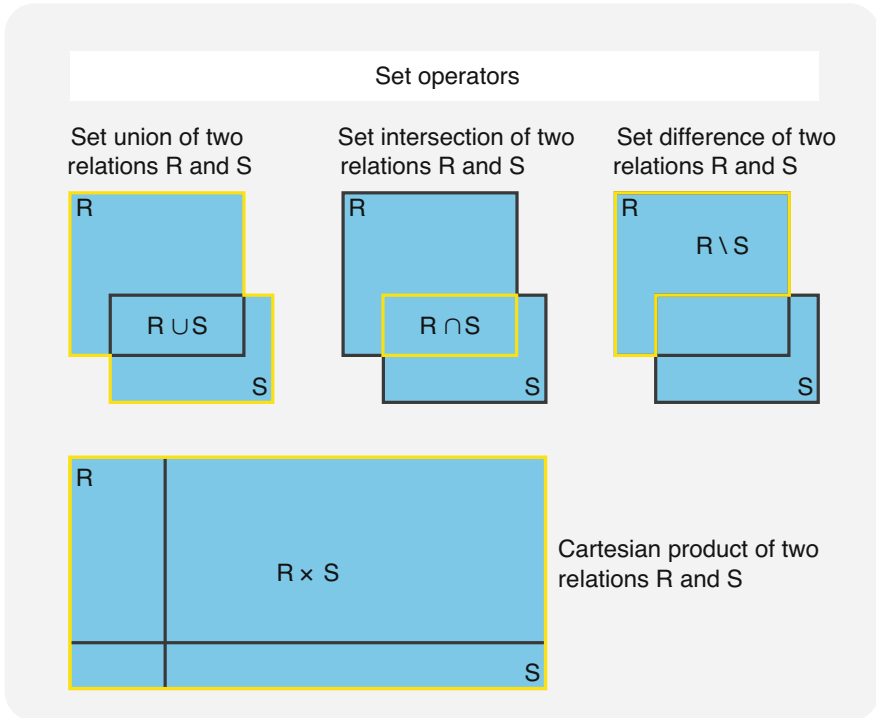 Set operators
Set union of two
relations R and S
R
R ∪ S
S
Set intersection of two
relations R and S
R
R ∩ S
S
Set difference of two
relations R and S
R
R \ S
S
R
R × S
S
Cartesian product of two
relations R and S